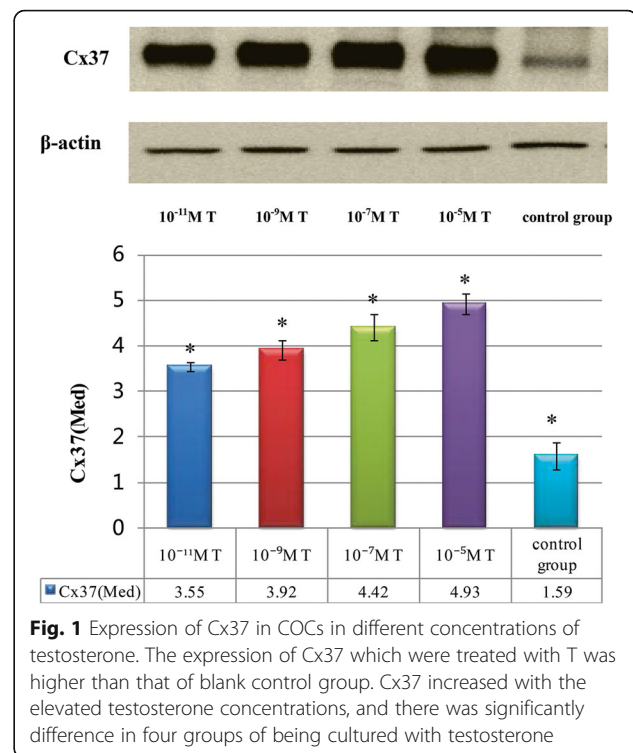 Cx37
β-actin
10⁻¹¹M T 10⁻⁹M T 10⁻⁷M T 10⁻⁵M T control group
6
5
4
3
2
1
0
Cx37(Med)
* * * * *
10⁻¹¹M T 10⁻⁹M T 10⁻⁷M T 10⁻⁵M T control group
Cx37(Med) 3.55 3.92 4.42 4.93 1.59
Fig. 1 Expression of Cx37 in COCs in different concentrations of
testosterone. The expression of Cx37 which were treated with T was
higher than that of blank control group. Cx37 increased with the
elevated testosterone concentrations, and there was significantly
difference in four groups of being cultured with testosterone